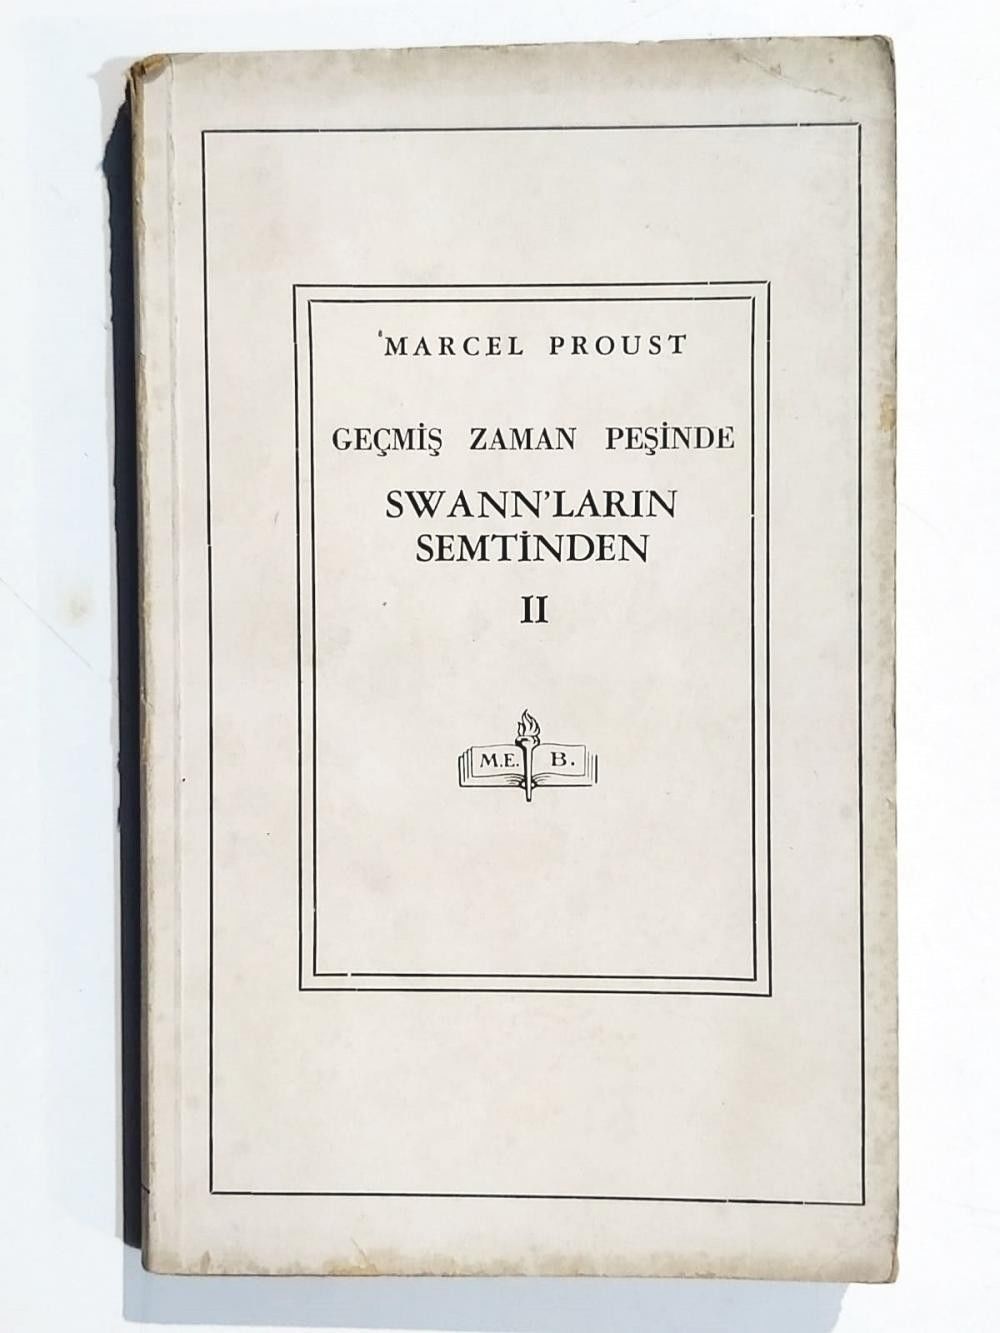 MARCEL PROUST
GEÇMİŞ ZAMAN PEŞİNDE
SWANN'LARIN
SEMTİNDEN
II
M.E. B.